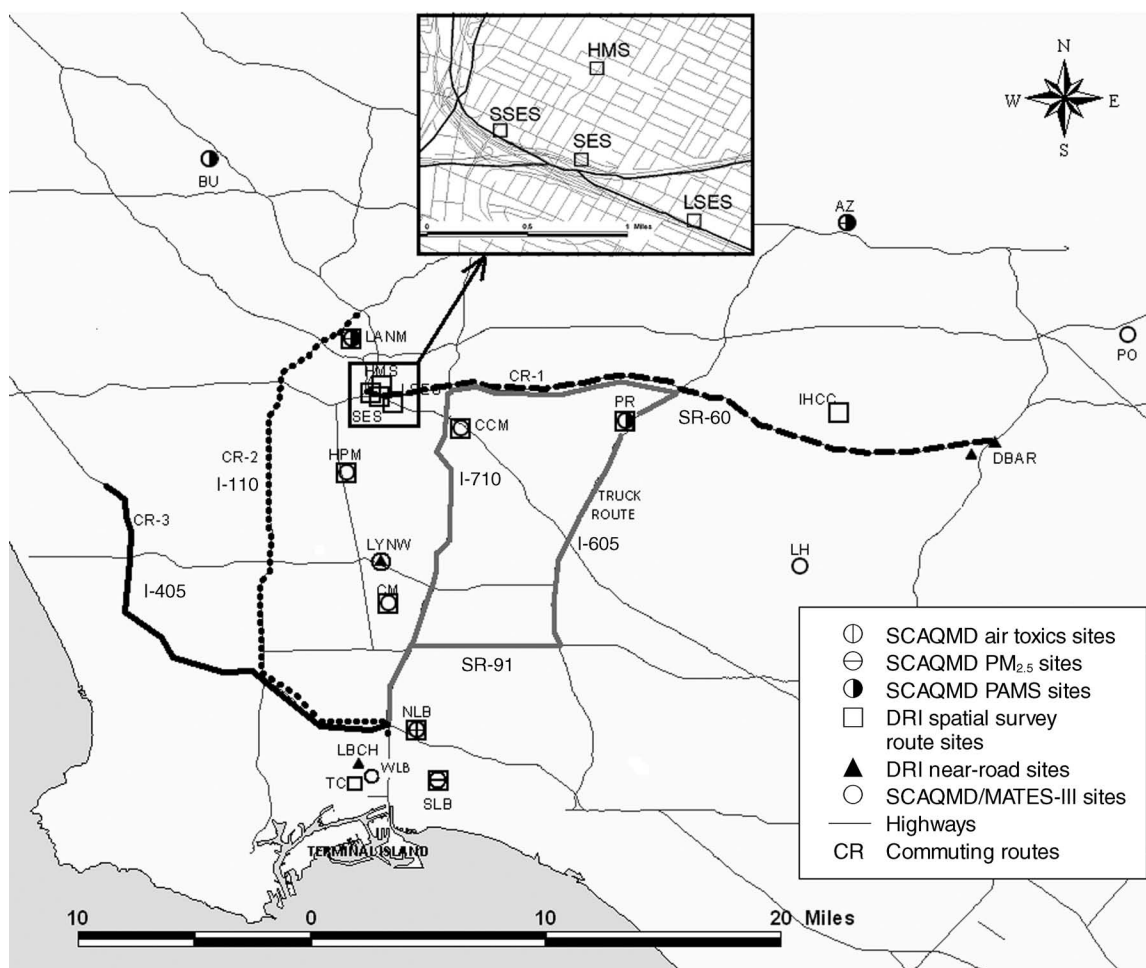 HMS
SSES
SES
LSES
0 0.5 1 Miles
N
W E
S
BU
AZ
LANM
PO
HMS
LSES
SES
CR-1
PR
IHCC
SR-60
CCM
DBAR
CR-2
I-110
HPM
I-710
CR-3
TRUCK
ROUTE
I-605
LYNW
LH
I-405
CM
SR-91
NLB
LBCH
WLB
TC
SLB
TERMINAL ISLAND
SCAQMD air toxics sites
SCAQMD PM2.5 sites
SCAQMD PAMS sites
DRI spatial survey
route sites
DRI near-road sites
SCAQMD/MATES-III sites
Highways
CR Commuting routes
10 0 10 20 Miles